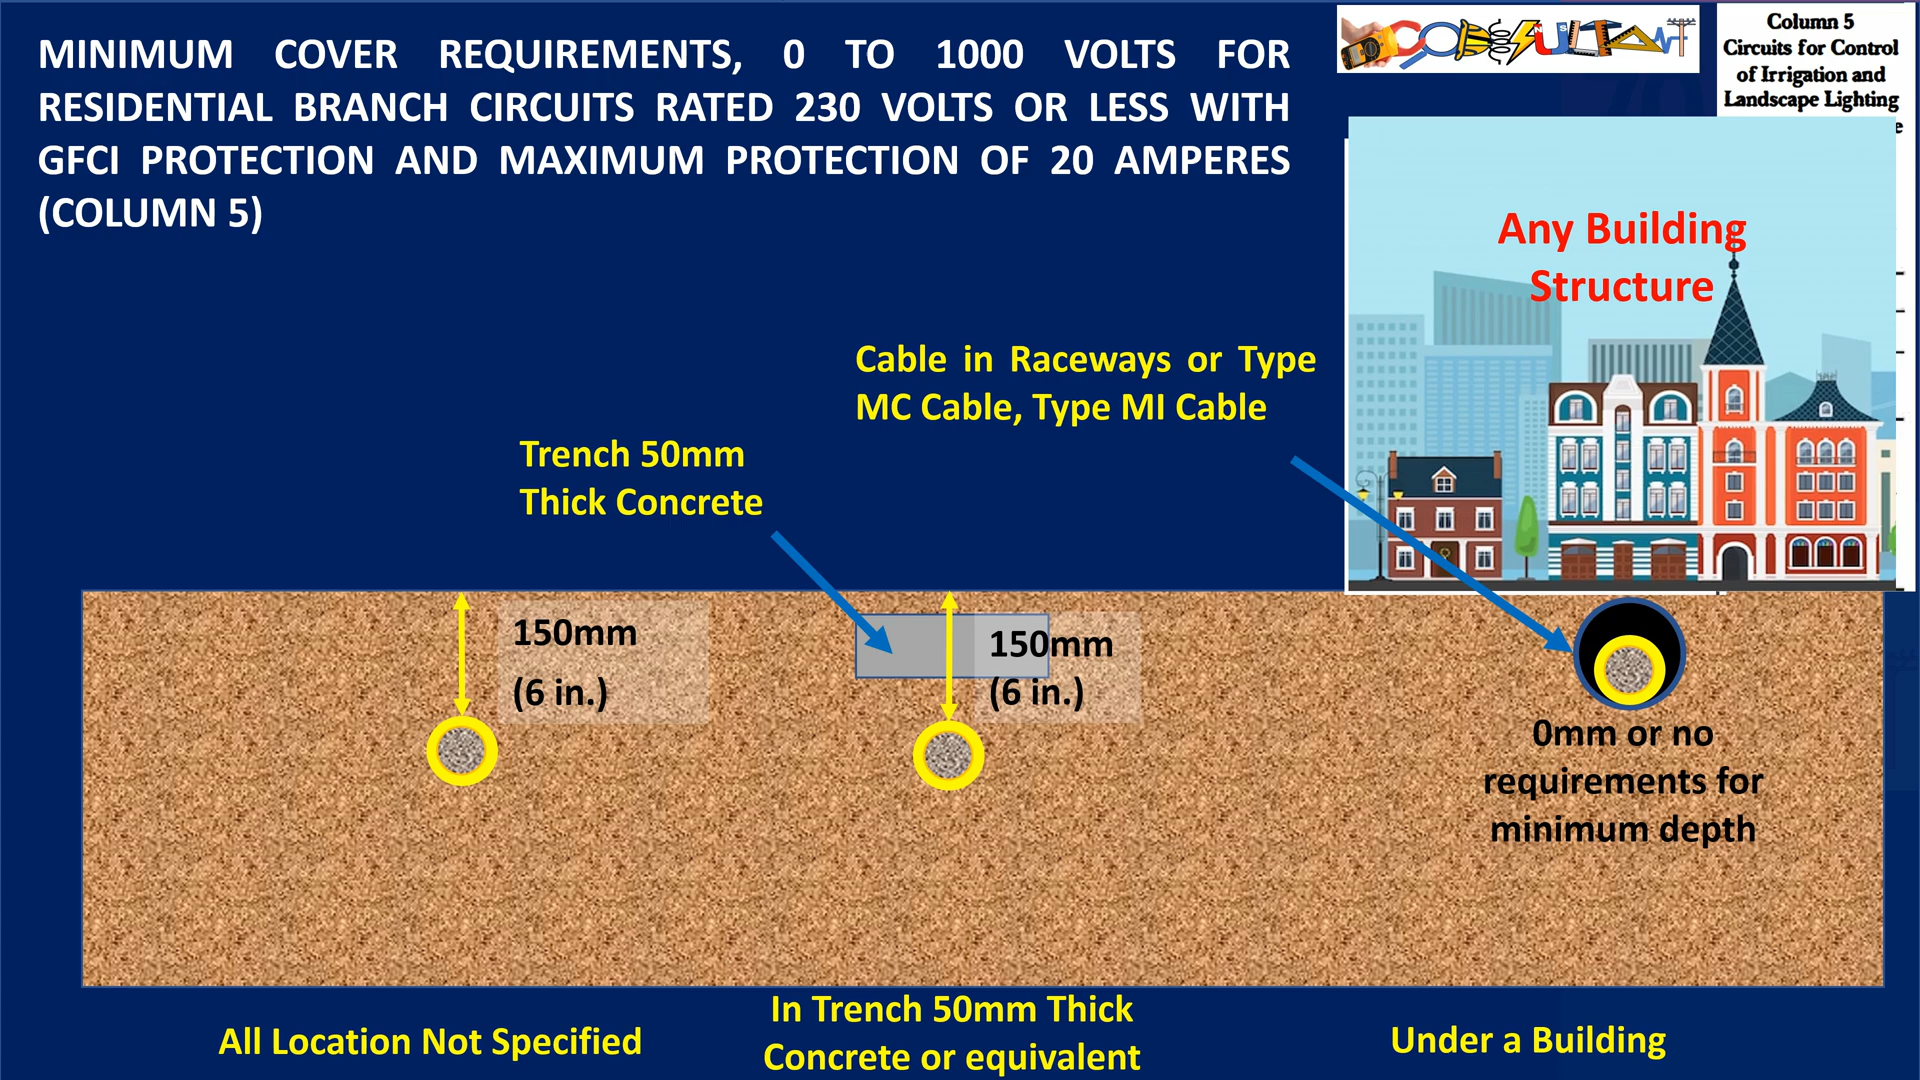 MINIMUM COVER REQUIREMENTS, 0 TO 1000 VOLTS FOR
RESIDENTIAL BRANCH CIRCUITS RATED 230 VOLTS OR LESS WITH
GFCI PROTECTION AND MAXIMUM PROTECTION OF 20 AMPERES
(COLUMN 5)
Column 5
Circuits for Control
of Irrigation and
Landscape Lighting
Any Building
Structure
Cable in Raceways or Type
MC Cable, Type MI Cable
Trench 50mm
Thick Concrete
150mm
(6 in.)
150mm
(6 in.)
0mm or no
requirements for
minimum depth
All Location Not Specified
In Trench 50mm Thick
Concrete or equivalent
Under a Building